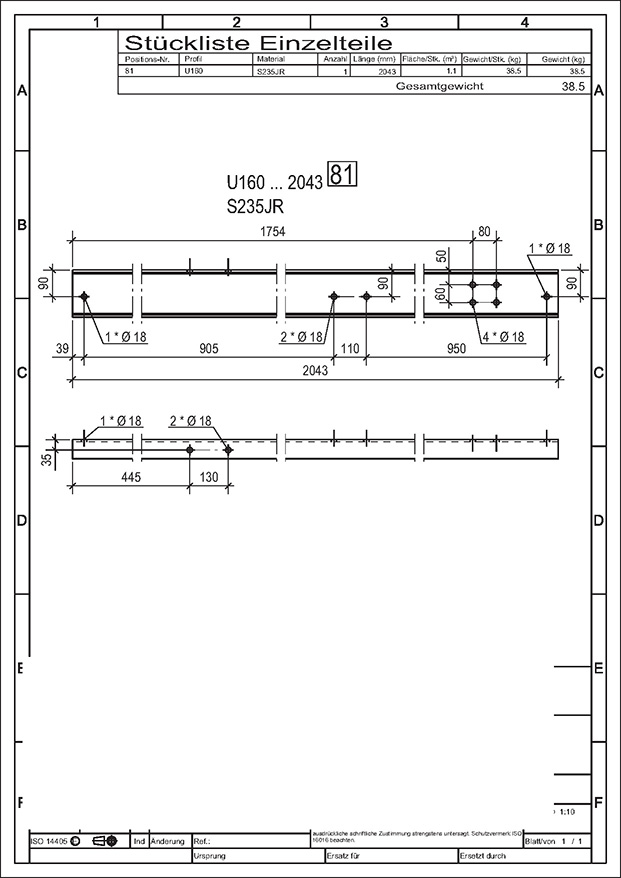 1 2 3 4
Stückliste Einzelteile
Positions-Nr. Profil Material Anzahl Länge (mm) Fläche/Stk. (m²) Gewicht/Stk. (kg) Gewicht (kg)
81 U160 S235JR 1 2043 1.1 38.5 38.5
Gesamtgewicht 38.5
A A
U160 ... 2043 81
S235JR
B B
1754 80 50 1 * Ø 18
90 90 60 90
1 * Ø 18 2 * Ø 18 4 * Ø 18
39 905 110 950
2043
C C
1 * Ø 18 2 * Ø 18
35
445 130
D D
E
F
1:10
ISO 14405 Ind Änderung Ref.: ausdrückliche schriftliche Zustimmung strengstens untersagt. Schutzvermerk ISO
16016 beachten. Blatt/von 1 / 1
Ursprung Ersatz für Ersetzt durch